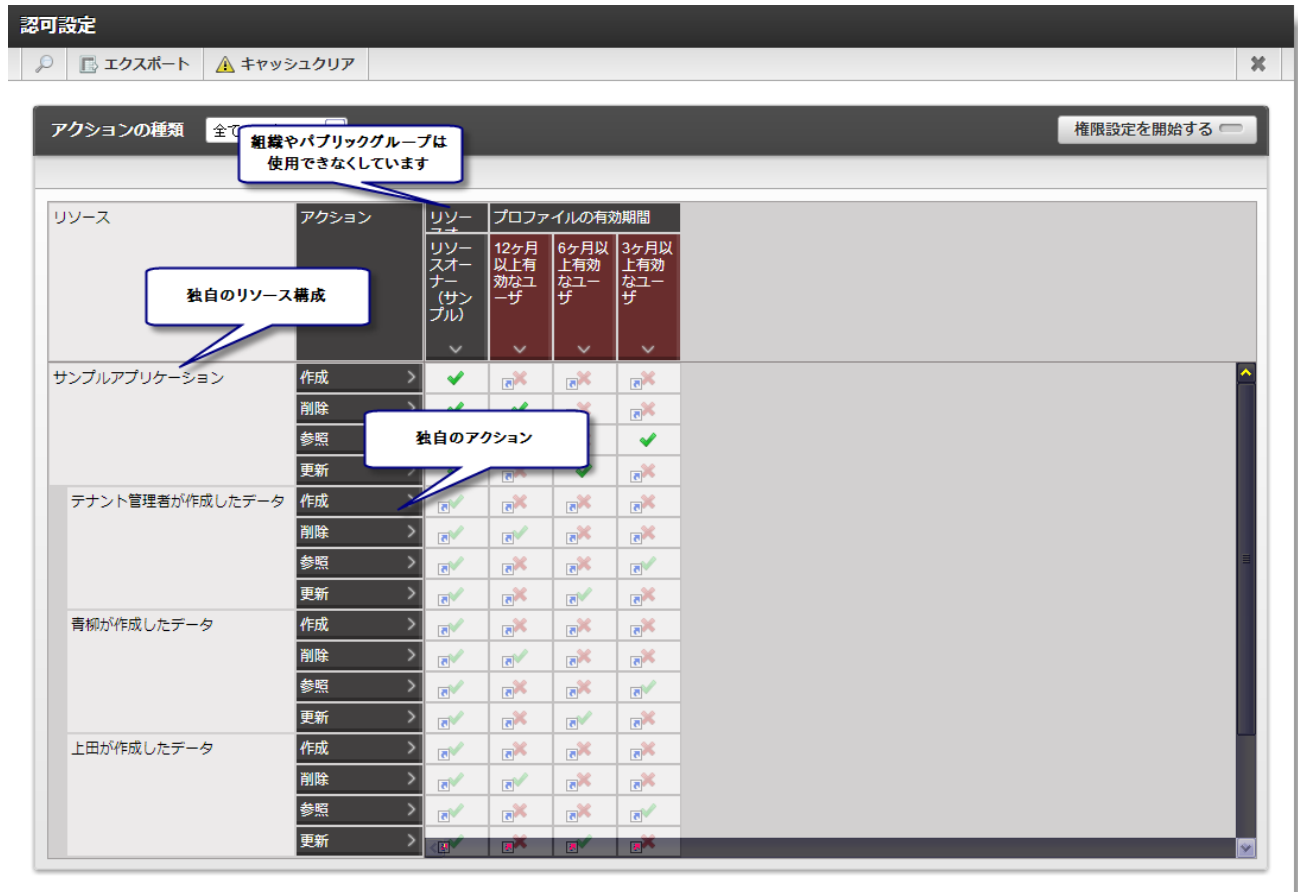 認可設定
エクスポート キャッシュクリア
アクションの種類 全て 権限設定を開始する
組織やパブリックグループは
使用できなくしています
リソース アクション リソー プロファイルの有効期間
リソー
スオー
ナー
(サン
プル)
12ヶ月
以上有
効なユ
ーザ
6ヶ月以
上有効
なユー
ザ
3ヶ月以
上有効
なユー
ザ
独自のリソース構成
サンプルアプリケーション 作成
削除
参照
更新
独自のアクション
テナント管理者が作成したデータ 作成
削除
参照
更新
青柳が作成したデータ 作成
削除
参照
更新
上田が作成したデータ 作成
削除
参照
更新